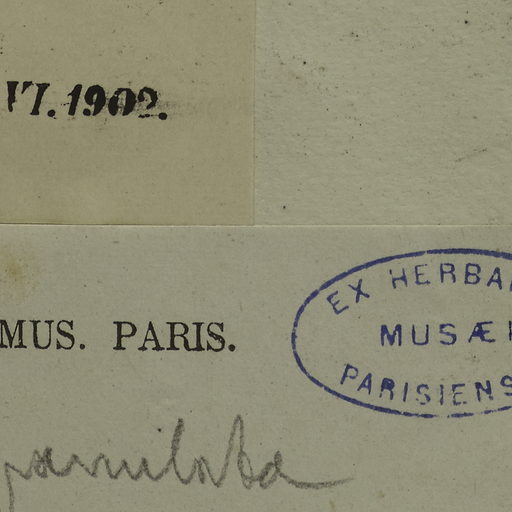 VI.1902.
MUS. PARIS.
EX HERBA
MUSÆ
PARISIENS